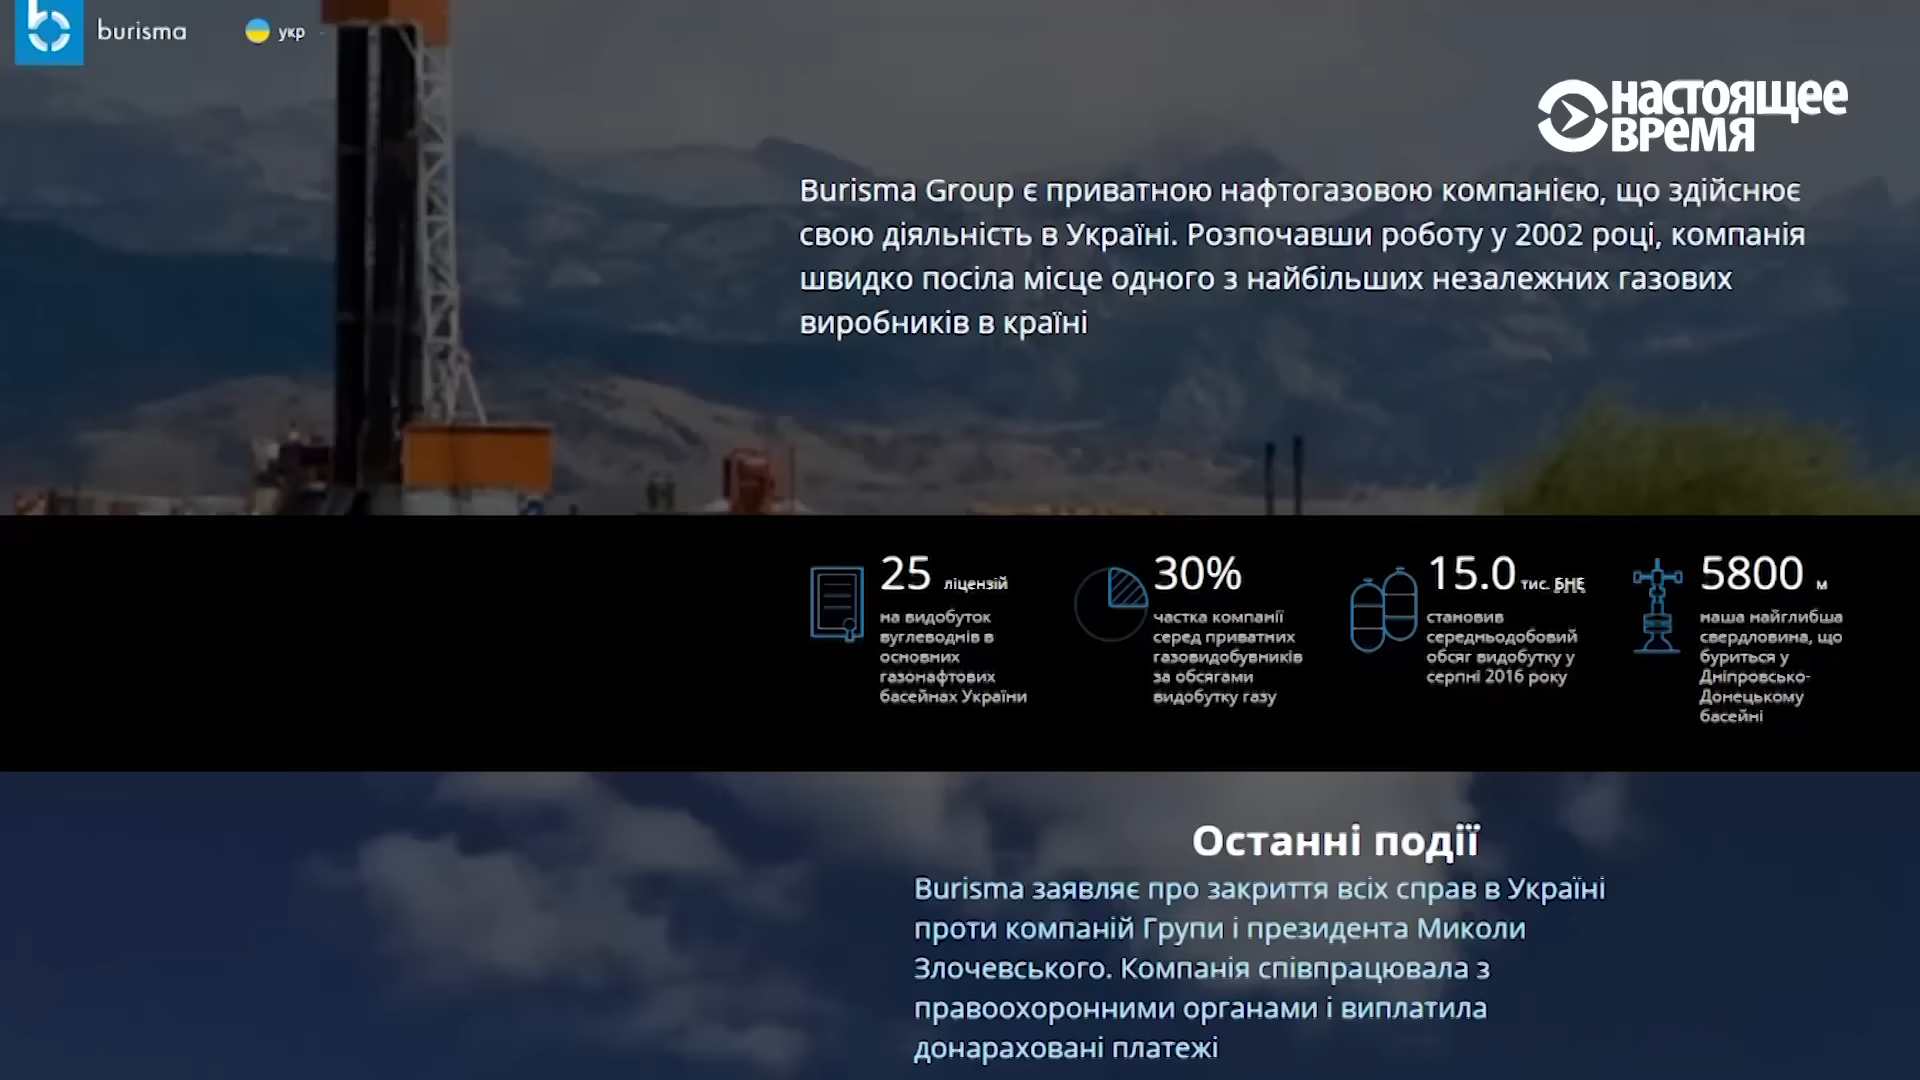 burisma
укр
НАСТОЯЩЕЕ
ВРЕМЯ
Burisma Group є приватною нафтогазовою компанією, що здійснює
свою діяльність в Україні. Розпочавши роботу у 2002 році, компанія
швидко посіла місце одного з найбільших незалежних газових
виробників в країні
25 ліцензій
на видобуток
вуглеводнів в
основних
газонафтових
басейнах України
30%
частка компанії
серед приватних
газовидобувників
за обсягами
видобутку газу
15.0 тис. БНЕ
становив
середньодобовий
обсяг видобутку у
серпні 2016 року
5800 м
наша найглибша
свердловина, що
буриться у
Дніпровсько-
Донецькому
басейні
Останні події
Burisma заявляє про закриття всіх справ в Україні
проти компаній Групи і президента Миколи
Злочевського. Компанія співпрацювала з
правоохоронними органами і виплатила
донараховані платежі